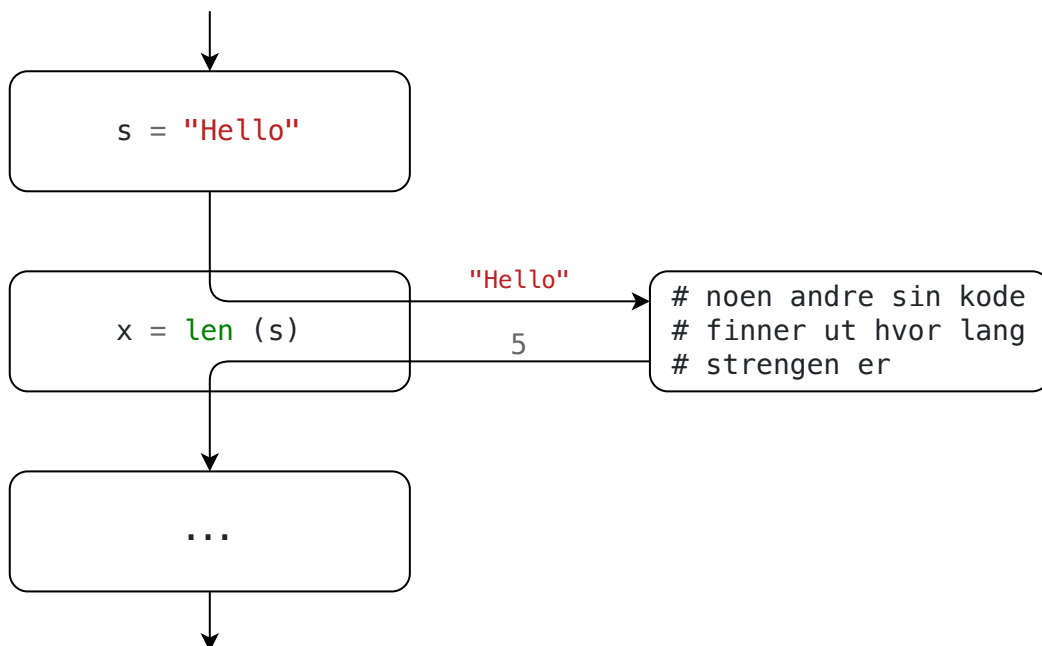 s = "Hello"
"Hello"
x = len (s)
5
# noen andre sin kode
# finner ut hvor lang
# strengen er
...